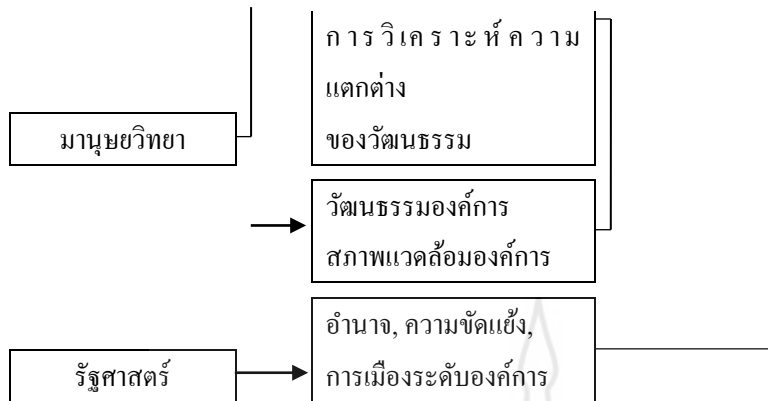 การวิเคราะห์ความ
แตกต่าง
ของวัฒนธรรม
มานุษยวิทยา
วัฒนธรรมองค์การ
สภาพแวดล้อมองค์การ
อำนาจ, ความขัดแย้ง,
การเมืองระดับองค์การ
รัฐศาสตร์